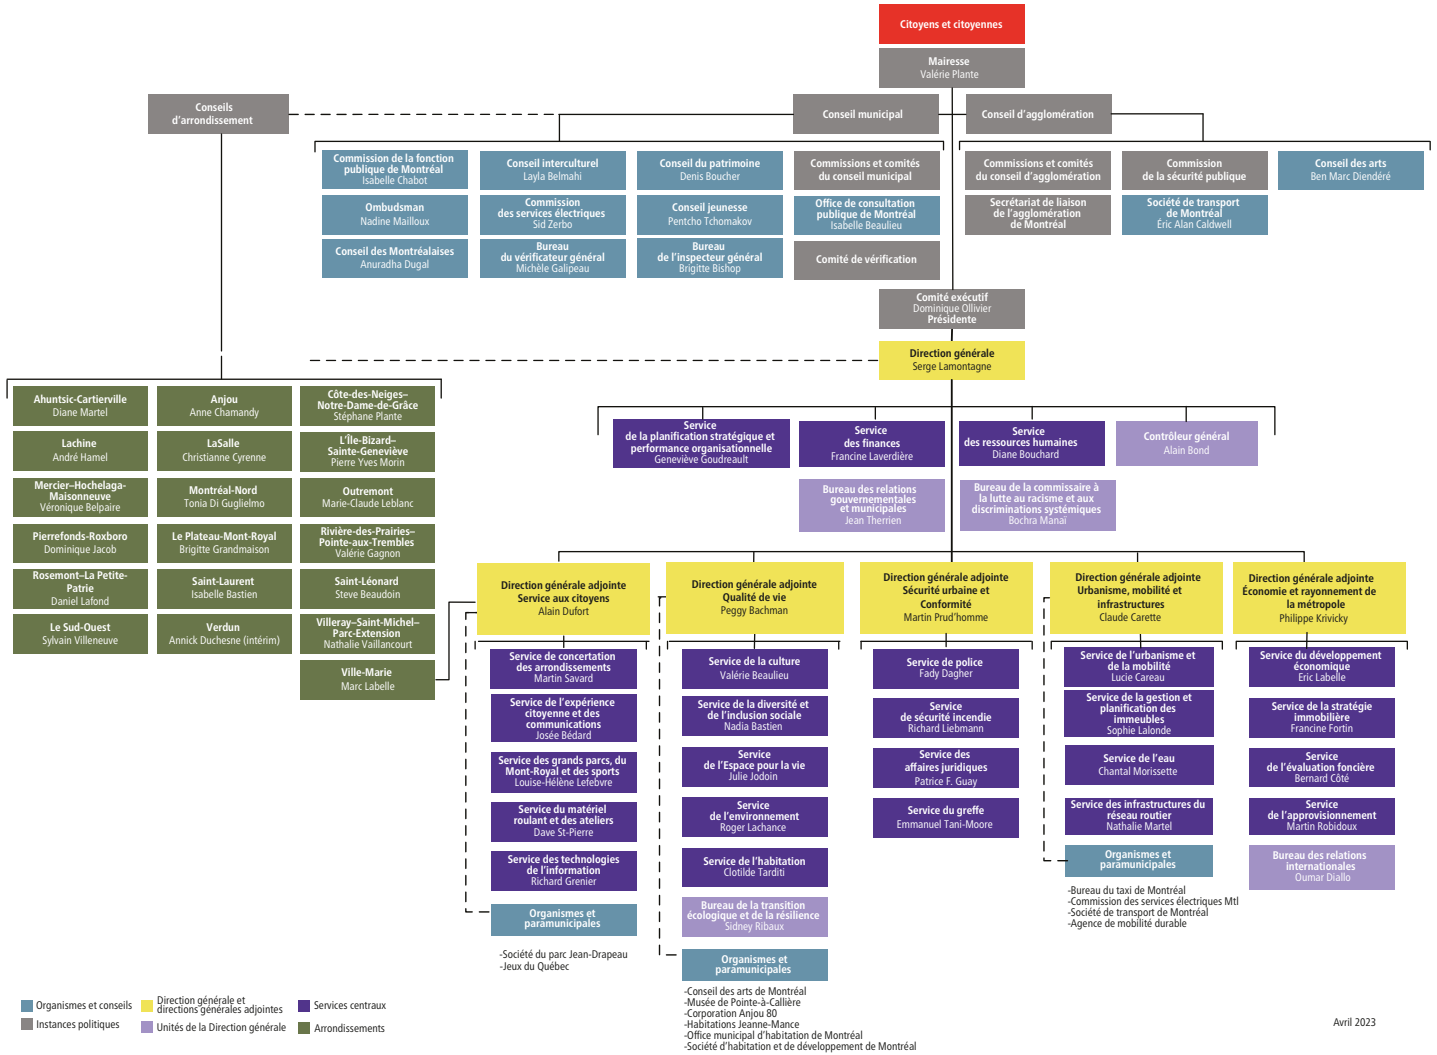 Citoyens et citoyennes
Mairesse
Valérie Plante
Conseils
d'arrondissement
Conseil municipal
Conseil d'agglomération
Commission de la fonction
publique de Montréal
Isabelle Chabot
Conseil interculturel
Layla Belmahi
Conseil du patrimoine
Denis Boucher
Commissions et comités
du conseil municipal
Commissions et comités
du conseil d'agglomération
Commission
de la sécurité publique
Conseil des arts
Ben Marc Diendéré
Ombudsman
Nadine Mailloux
Commission
des services électriques
Sid Zerbo
Conseil jeunesse
Pentcho Tchomakov
Office de consultation
publique de Montréal
Isabelle Beaulieu
Secrétariat de liaison
de l'agglomération
de Montréal
Société de transport
de Montréal
Éric Alan Caldwell
Conseil des Montréalaises
Anuradha Dugal
Bureau
du vérificateur général
Michèle Galipeau
Bureau
de l'inspecteur général
Brigitte Bishop
Comité de vérification
Comité exécutif
Dominique Ollivier
Présidente
Direction générale
Serge Lamontagne
Ahuntsic-Cartierville
Diane Martel
Anjou
Anne Chamandy
Côte-des-Neiges–
Notre-Dame-de-Grâce
Stéphane Plante
Lachine
André Hamel
LaSalle
Christianne Cyrenne
L'Île-Bizard–
Sainte-Geneviève
Pierre Yves Morin
Mercier–Hochelaga-
Maisonneuve
Véronique Belpaire
Montréal-Nord
Tonia Di Guglielmo
Outremont
Marie-Claude Leblanc
Pierrefonds-Roxboro
Dominique Jacob
Le Plateau-Mont-Royal
Brigitte Grandmaison
Rivière-des-Prairies–
Pointe-aux-Trembles
Valérie Gagnon
Rosemont–La Petite-
Patrie
Daniel Lafond
Saint-Laurent
Isabelle Bastien
Saint-Léonard
Steve Beaudoin
Le Sud-Ouest
Sylvain Villeneuve
Verdun
Annick Duchesne (intérim)
Villeray–Saint-Michel–
Parc-Extension
Nathalie Vaillancourt
Ville-Marie
Marc Labelle
Service
de la planification stratégique et
performance organisationnelle
Geneviève Goudreault
Service
des finances
Francine Laverdière
Service
des ressources humaines
Diane Bouchard
Contrôleur général
Alain Bond
Bureau des relations
gouvernementales
et municipales
Jean Therrien
Bureau de la commissaire à
la lutte au racisme et aux
discriminations systémiques
Bochra Manaï
Direction générale adjointe
Service aux citoyens
Alain Dufort
Direction générale adjointe
Qualité de vie
Peggy Bachman
Direction générale adjointe
Sécurité urbaine et
Conformité
Martin Prud'homme
Direction générale adjointe
Urbanisme, mobilité et
infrastructures
Claude Carette
Direction générale adjointe
Économie et rayonnement de
la métropole
Philippe Krivicky
Service de concertation
des arrondissements
Martin Savard
Service de l'expérience
citoyenne et des
communications
Josée Bédard
Service des grands parcs, du
Mont-Royal et des sports
Louise-Hélène Lefebvre
Service du matériel
roulant et des ateliers
Dave St-Pierre
Service des technologies
de l'information
Richard Grenier
Organismes et
paramunicipales
-Société du parc Jean-Drapeau
-Jeux du Québec
Service de la culture
Valérie Beaulieu
Service de la diversité et
de l'inclusion sociale
Nadia Bastien
Service
de l'Espace pour la vie
Julie Jodoin
Service
de l'environnement
Roger Lachance
Service de l'habitation
Clotilde Tarditi
Bureau de la transition
écologique et de la résilience
Sidney Ribaux
Organismes et
paramunicipales
-Conseil des arts de Montréal
-Musée de Pointe-à-Callière
-Corporation Anjou 80
-Habitations Jeanne-Mance
-Office municipal d'habitation de Montréal
-Société d'habitation et de développement de Montréal
Service de police
Fady Dagher
Service
de sécurité incendie
Richard Liebmann
Service des
affaires juridiques
Patrice F. Guay
Service du greffe
Emmanuel Tani-Moore
Service de l'urbanisme et
de la mobilité
Lucie Careau
Service de la gestion et
planification des
immeubles
Sophie Lalonde
Service de l'eau
Chantal Morissette
Service des infrastructures du
réseau routier
Nathalie Martel
Organismes et
paramunicipales
-Bureau du taxi de Montréal
-Commission des services électriques Mtl
-Société de transport de Montréal
-Agence de mobilité durable
Service du développement
économique
Eric Labelle
Service de la stratégie
immobilière
Francine Fortin
Service
de l'évaluation foncière
Bernard Côté
Service
de l'approvisionnement
Martin Robidoux
Bureau des relations
internationales
Oumar Diallo
Organismes et conseils
Instances politiques
Direction générale et
directions générales adjointes
Unités de la Direction générale
Services centraux
Arrondissements
Avril 2023